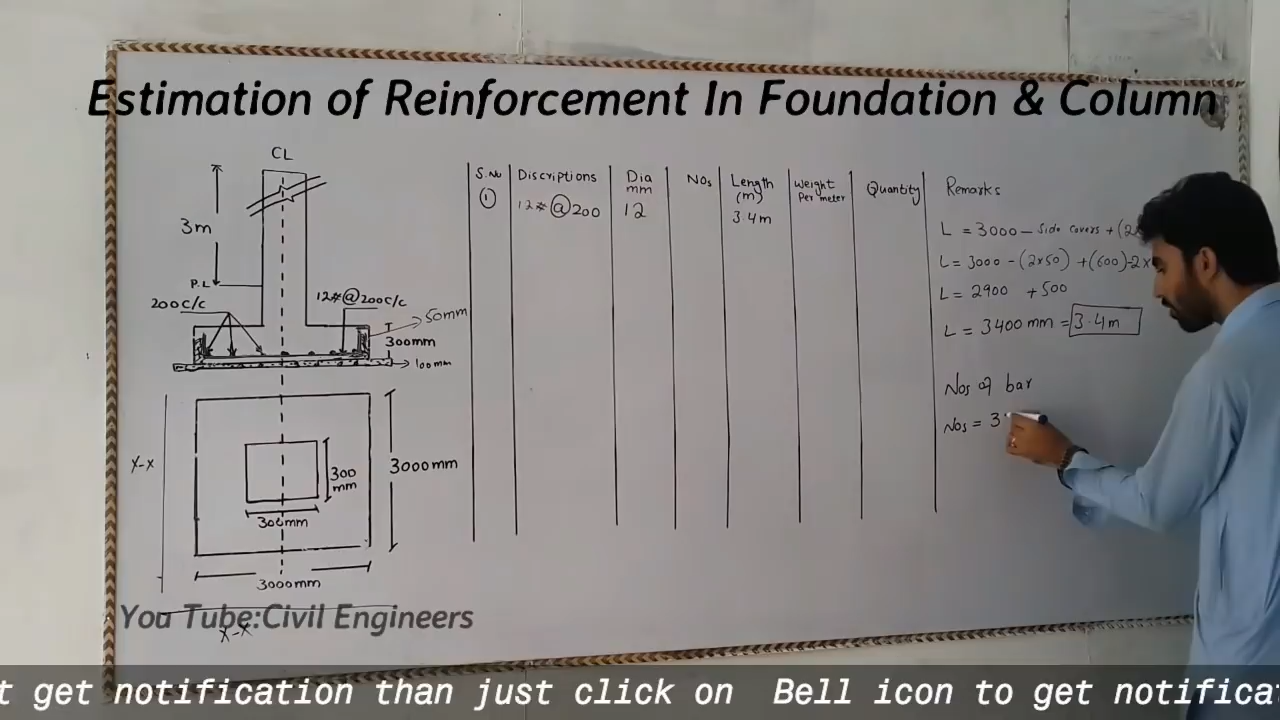 Estimation of Reinforcement In Foundation & Column
CL
3m
P.L
200C/C
12#@200C/C
50mm
300mm
100mm
X-X
300
mm
300mm
3000mm
3000mm
X-X
S.No
Discriptions
Dia
mm
NOs
Length
(m)
Weight
Per meter
Quantity
Remarks
①
12#@200
12
3.4m
L = 3000 - Side covers + (2x
L = 3000 - (2x50) + (600)-2x
L = 2900 + 500
L = 3400 mm = 3.4m
Nos of bar
Nos = 3
You Tube:Civil Engineers
t get notification than just click on Bell icon to get notifica